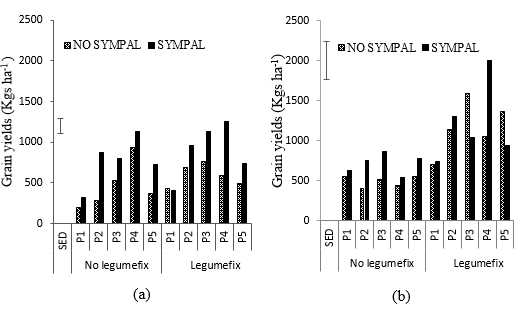 2500
NO SYMPAL SYMPAL
2000
1500
1000
500
0
Grain yields (Kgs ha-1)
SED P1 P2 P3 P4 P5 P1 P2 P3 P4 P5
No legumefix Legumefix
(a)
2500
NO SYMPAL SYMPAL
2000
1500
1000
500
0
Grain yields (Kgs ha-1)
SED P1 P2 P3 P4 P5 P1 P2 P3 P4 P5
No legumefix Legumefix
(b)